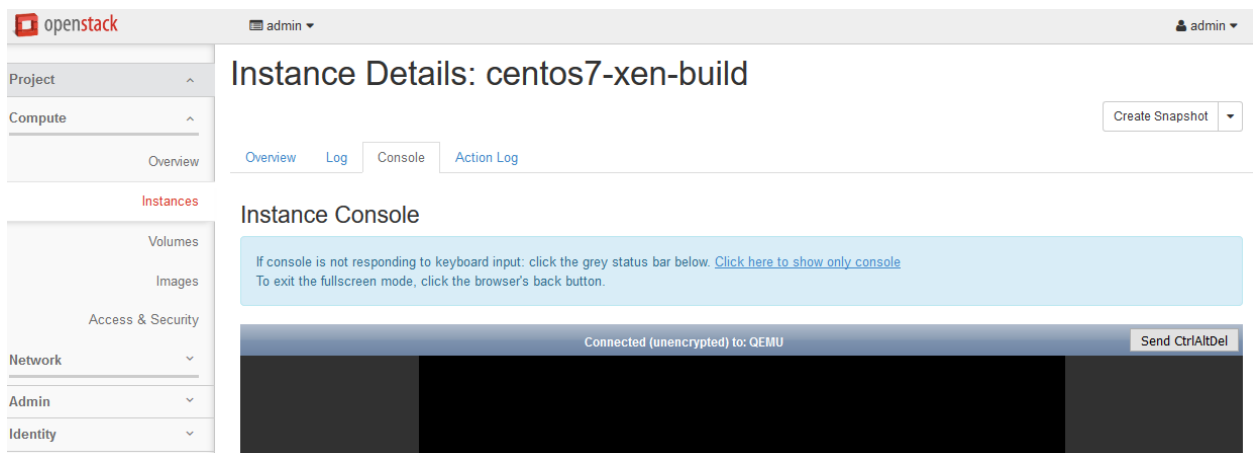 openstack admin admin
Project
Compute
Overview
Instances
Volumes
Images
Access & Security
Network
Admin
Identity
Instance Details: centos7-xen-build
Create Snapshot
Overview Log Console Action Log
Instance Console
If console is not responding to keyboard input: click the grey status bar below. Click here to show only console
To exit the fullscreen mode, click the browser's back button.
Connected (unencrypted) to: QEMU Send CtrlAltDel